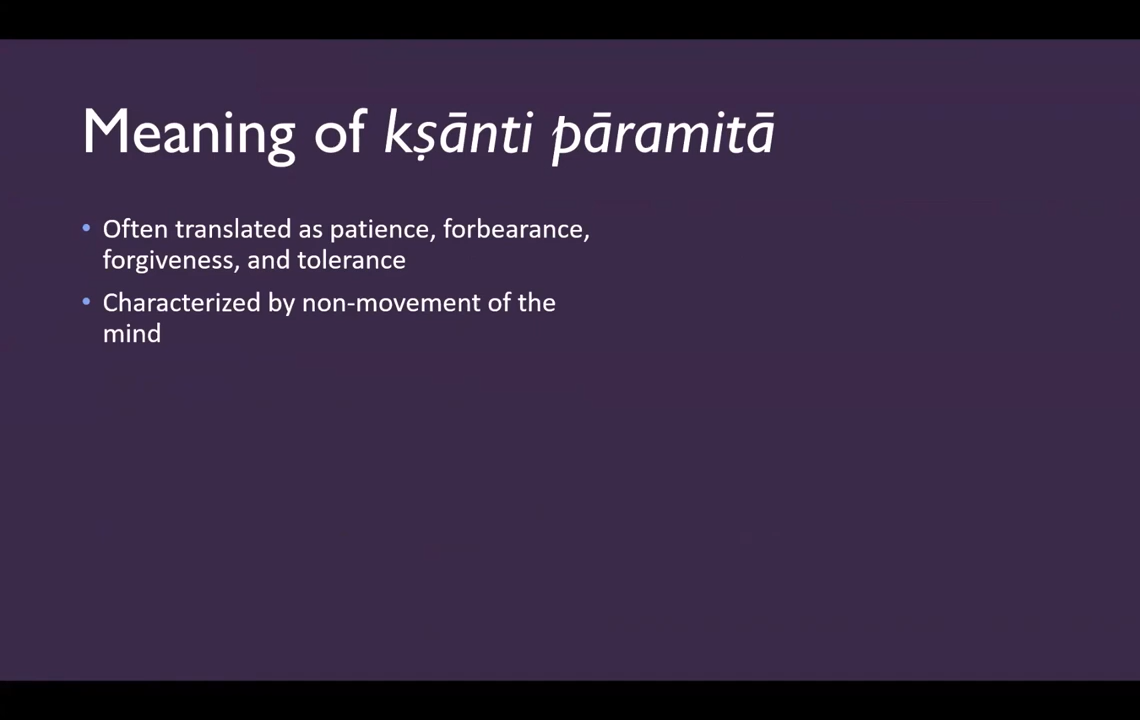 Meaning of kṣānti pāramitā
• Often translated as patience, forbearance,
forgiveness, and tolerance
• Characterized by non-movement of the
mind